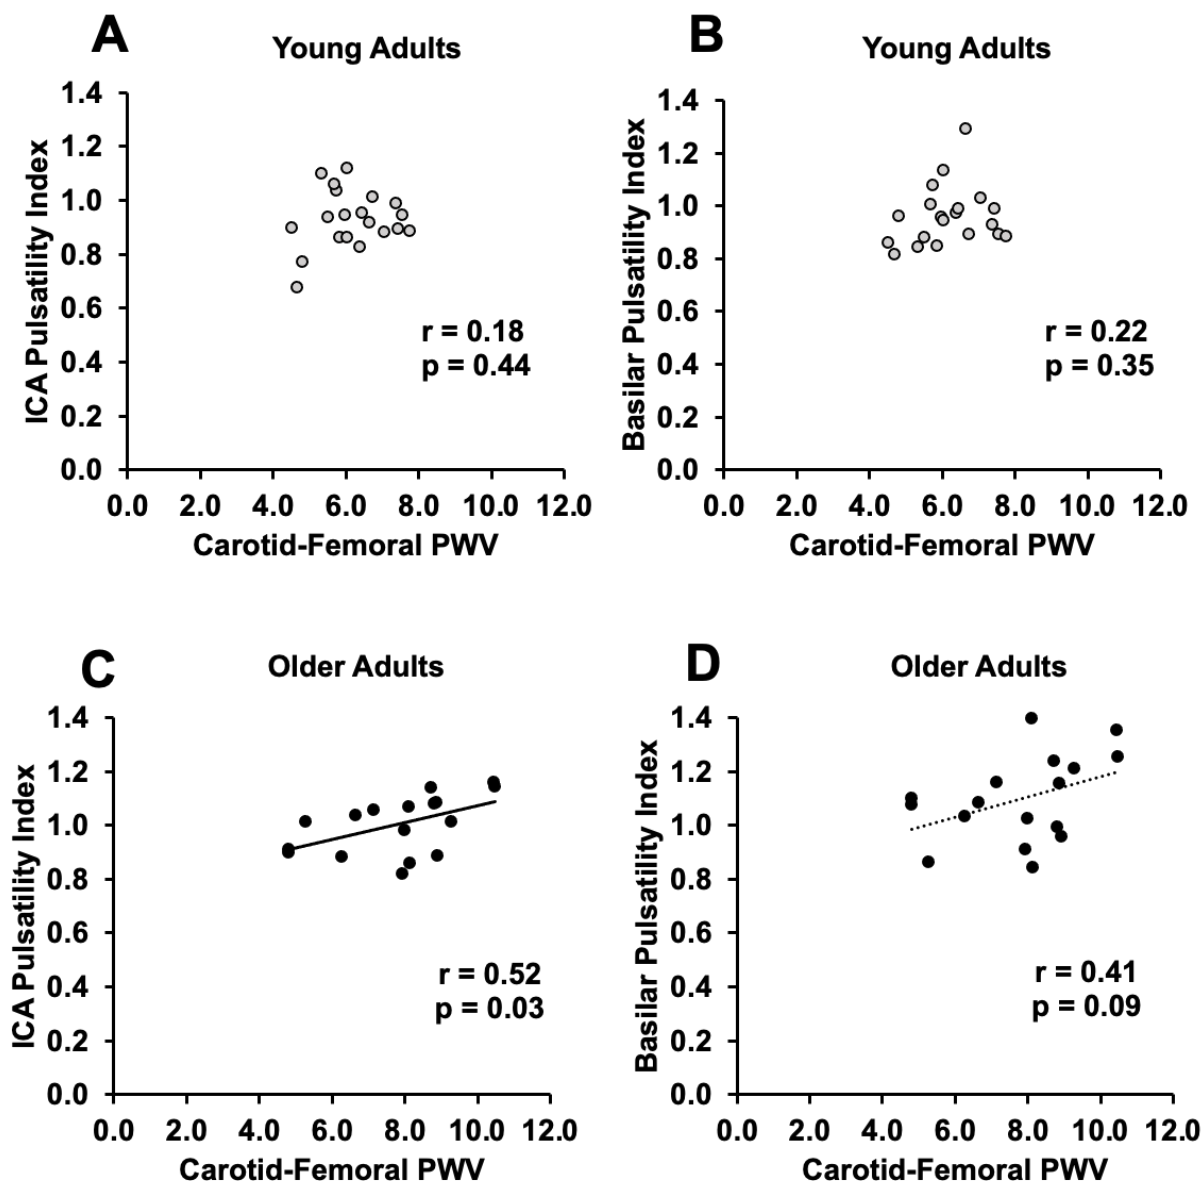 A
Young Adults
ICA Pulsatility Index
1.4
1.2
1.0
0.8
0.6
0.4
0.2
0.0
r = 0.18
p = 0.44
0.0 2.0 4.0 6.0 8.0 10.0 12.0
Carotid-Femoral PWV
B
Young Adults
Basilar Pulsatility Index
1.4
1.2
1.0
0.8
0.6
0.4
0.2
0.0
r = 0.22
p = 0.35
0.0 2.0 4.0 6.0 8.0 10.0 12.0
Carotid-Femoral PWV
C
Older Adults
ICA Pulsatility Index
1.4
1.2
1.0
0.8
0.6
0.4
0.2
0.0
r = 0.52
p = 0.03
0.0 2.0 4.0 6.0 8.0 10.0 12.0
Carotid-Femoral PWV
D
Older Adults
Basilar Pulsatility Index
1.4
1.2
1.0
0.8
0.6
0.4
0.2
0.0
r = 0.41
p = 0.09
0.0 2.0 4.0 6.0 8.0 10.0 12.0
Carotid-Femoral PWV